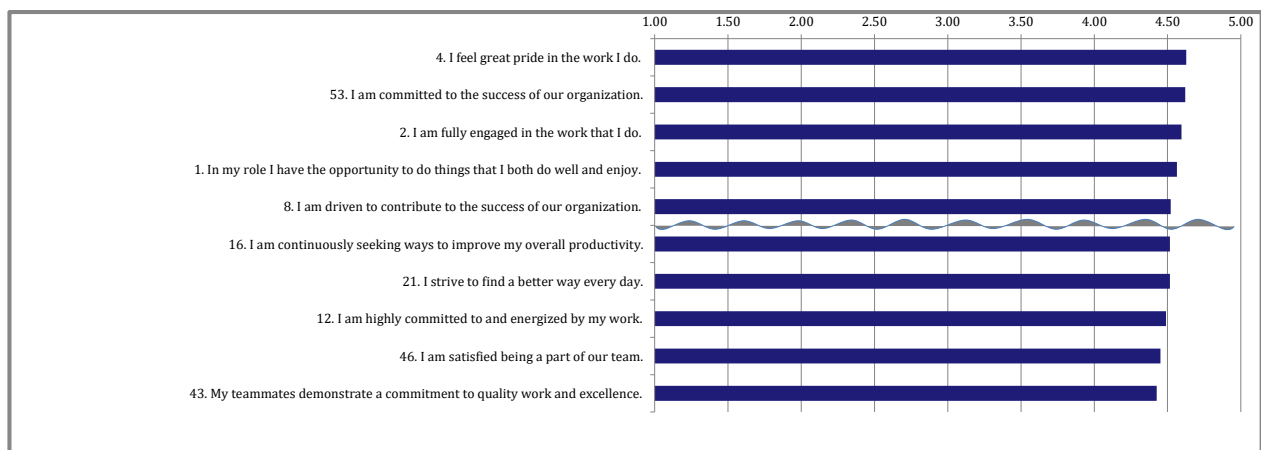 1.00 1.50 2.00 2.50 3.00 3.50 4.00 4.50 5.00
4. I feel great pride in the work I do.
53. I am committed to the success of our organization.
2. I am fully engaged in the work that I do.
1. In my role I have the opportunity to do things that I both do well and enjoy.
8. I am driven to contribute to the success of our organization.
16. I am continuously seeking ways to improve my overall productivity.
21. I strive to find a better way every day.
12. I am highly committed to and energized by my work.
46. I am satisfied being a part of our team.
43. My teammates demonstrate a commitment to quality work and excellence.